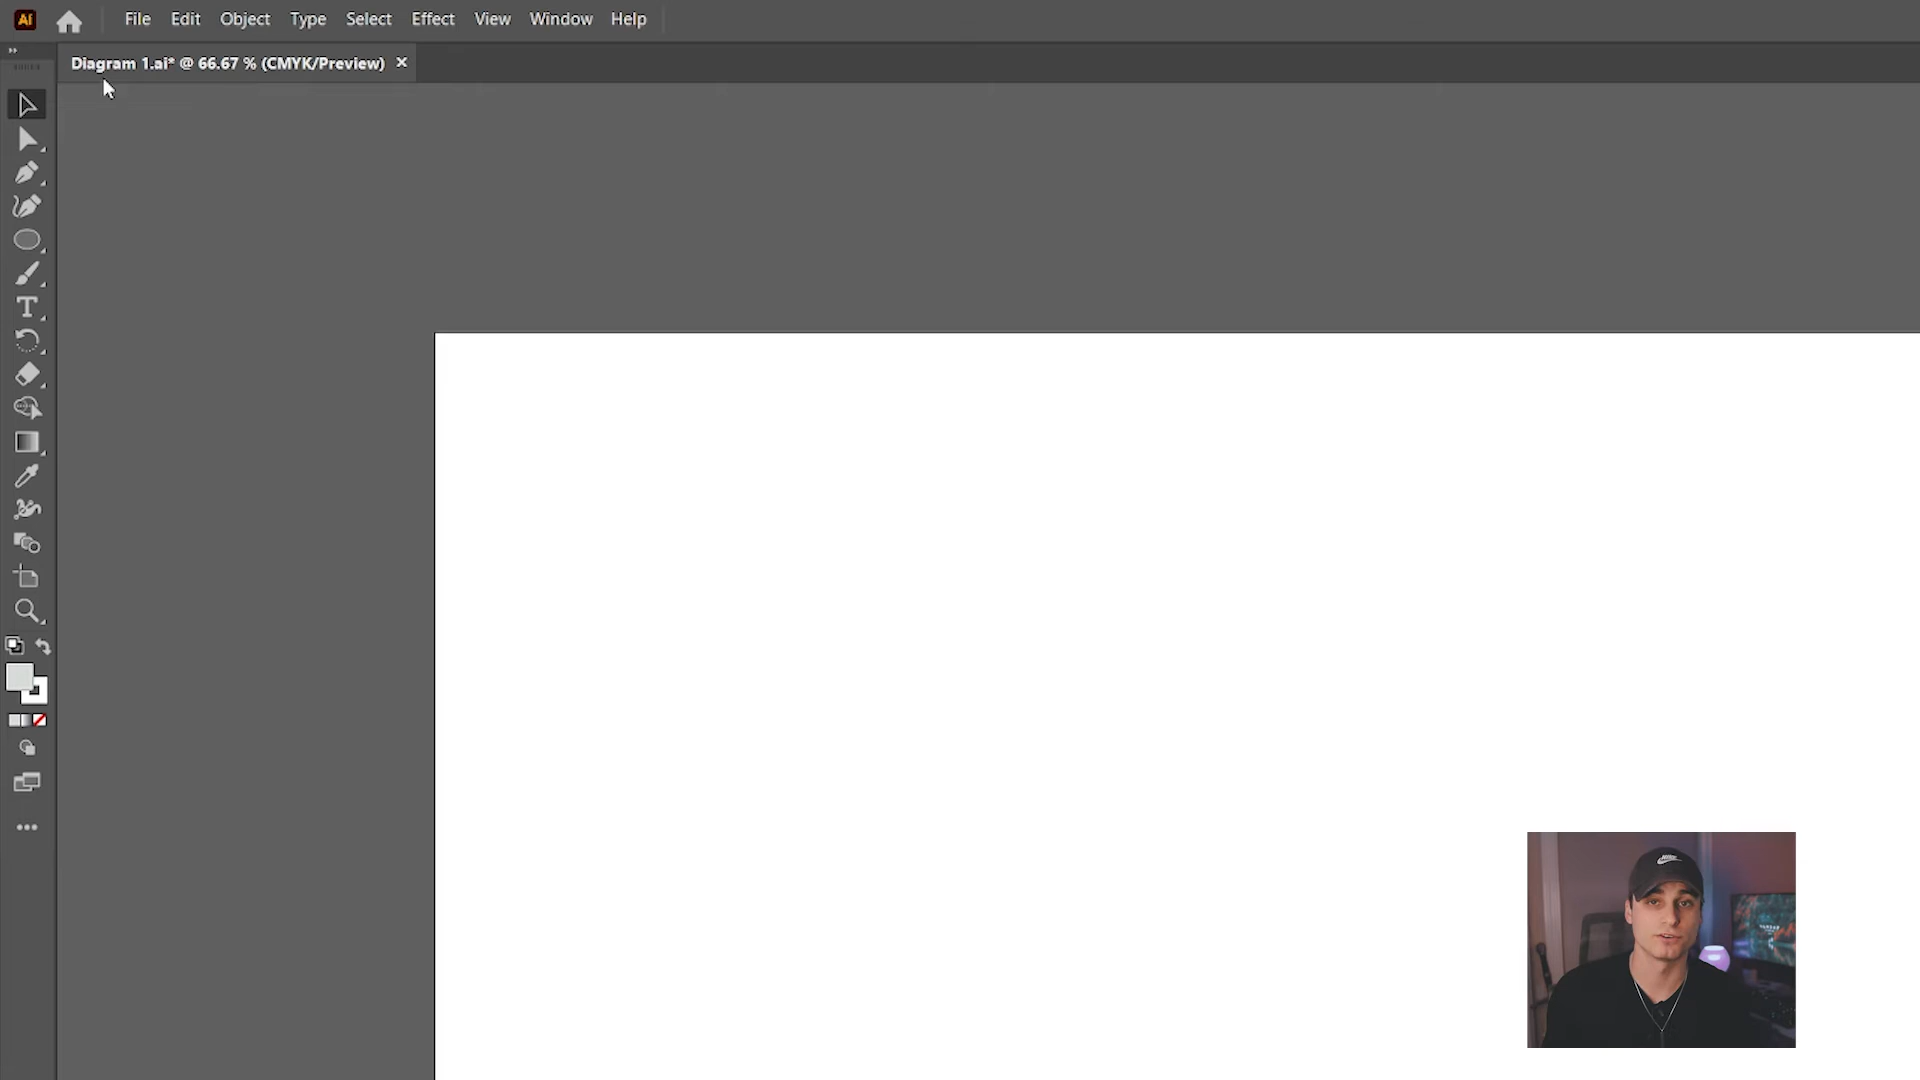 Ai
File Edit Object Type Select Effect View Window Help
Diagram 1.ai* @ 66.67 % (CMYK/Preview) ×